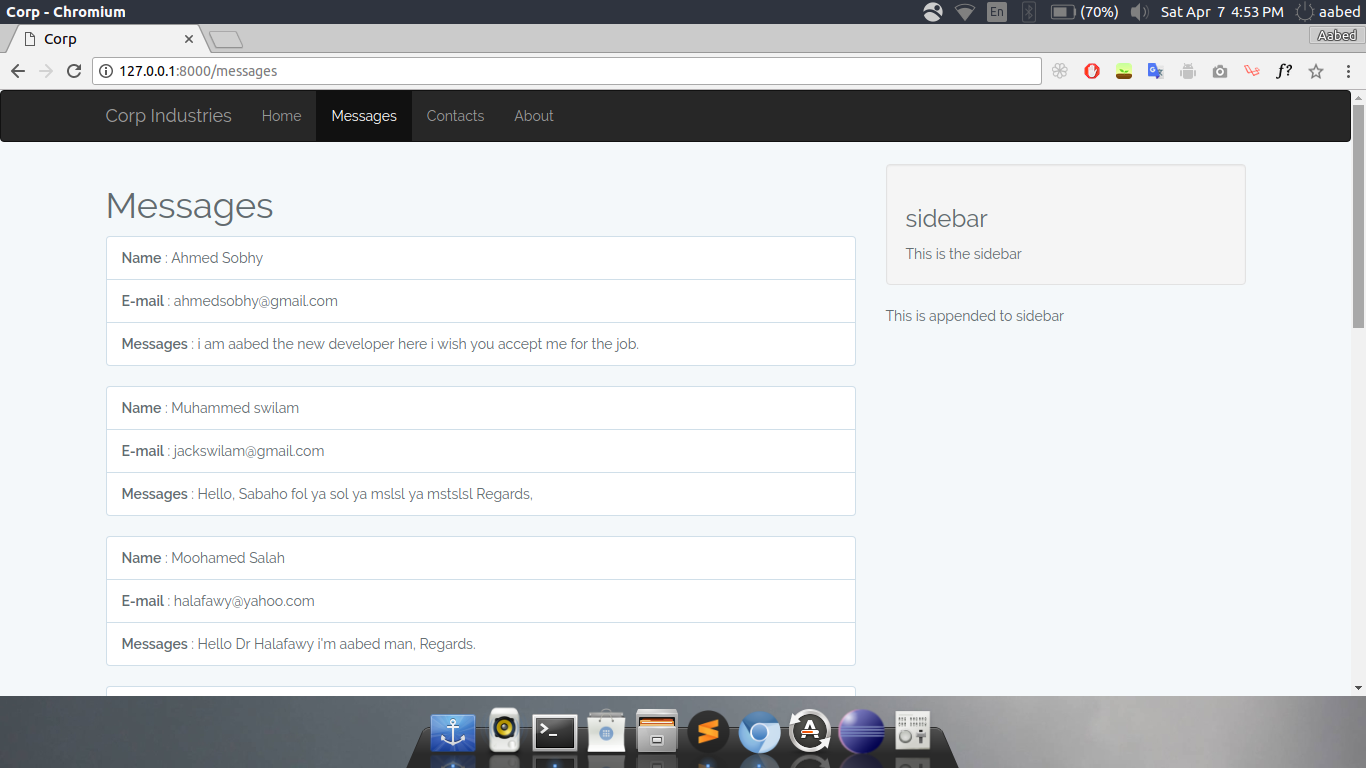 Corp - Chromium
En
(70%)
Sat Apr 7 4:53 PM
aabed
Corp
Aabed
127.0.0.1:8000/messages
f?
Corp Industries
Home
Messages
Contacts
About
Messages
Name : Ahmed Sobhy
E-mail : ahmedsobhy@gmail.com
Messages : i am aabed the new developer here i wish you accept me for the job.
Name : Muhammed swilam
E-mail : jackswilam@gmail.com
Messages : Hello, Sabaho fol ya sol ya mslsl ya mstslsl Regards,
Name : Moohamed Salah
E-mail : halafawy@yahoo.com
Messages : Hello Dr Halafawy i'm aabed man, Regards.
sidebar
This is the sidebar
This is appended to sidebar